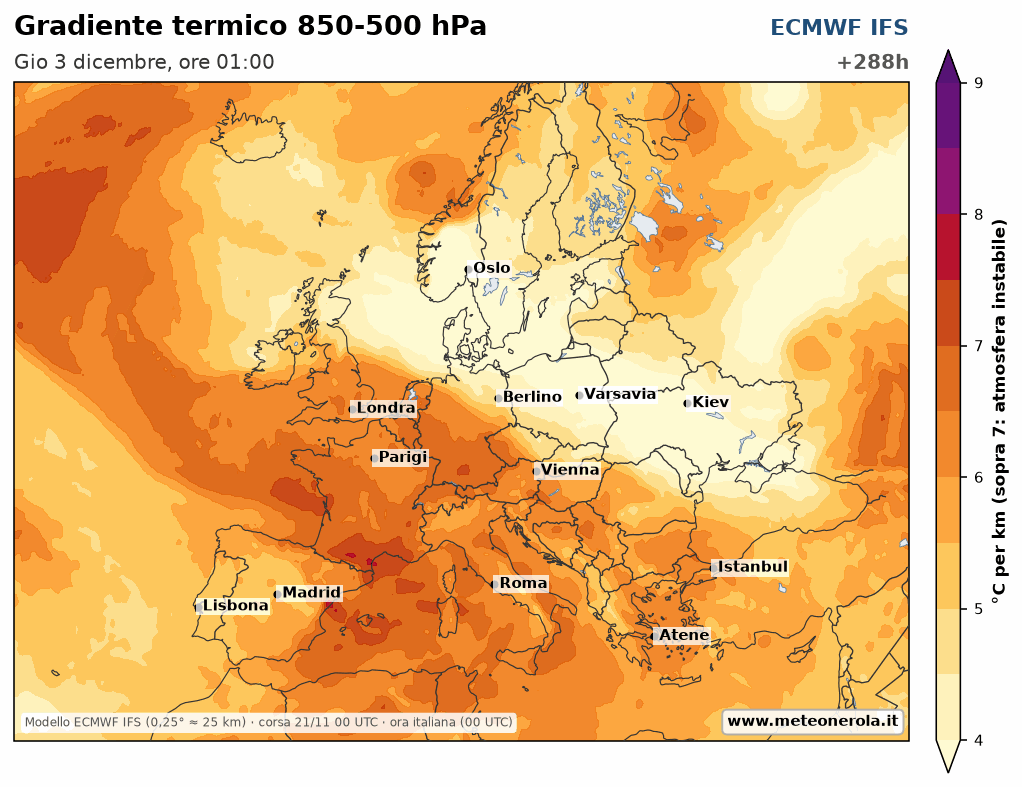 Gradiente termico 850-500 hPa
ECMWF IFS
Gio 3 dicembre, ore 01:00
+288h
Oslo
Berlino
Varsavia
Kiev
Londra
Parigi
Vienna
Istanbul
Roma
Madrid
Lisbona
Atene
Modello ECMWF IFS (0,25° ≈ 25 km) · corsa 21/11 00 UTC · ora italiana (00 UTC)
www.meteonerola.it
9
8
7
6
5
4
°C per km (sopra 7: atmosfera instabile)